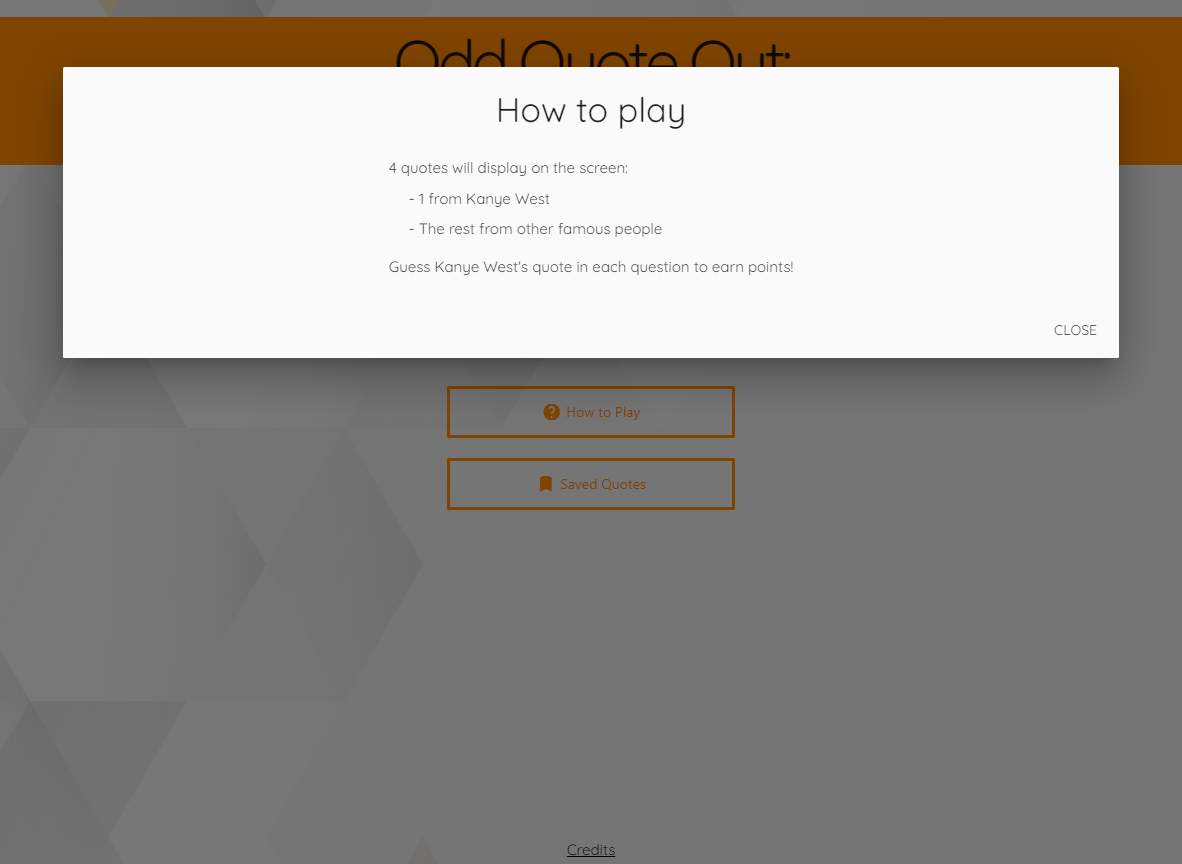 Odd Quote Out:
How to play
4 quotes will display on the screen:
- 1 from Kanye West
- The rest from other famous people
Guess Kanye West's quote in each question to earn points!
CLOSE
How to Play
Saved Quotes
Credits